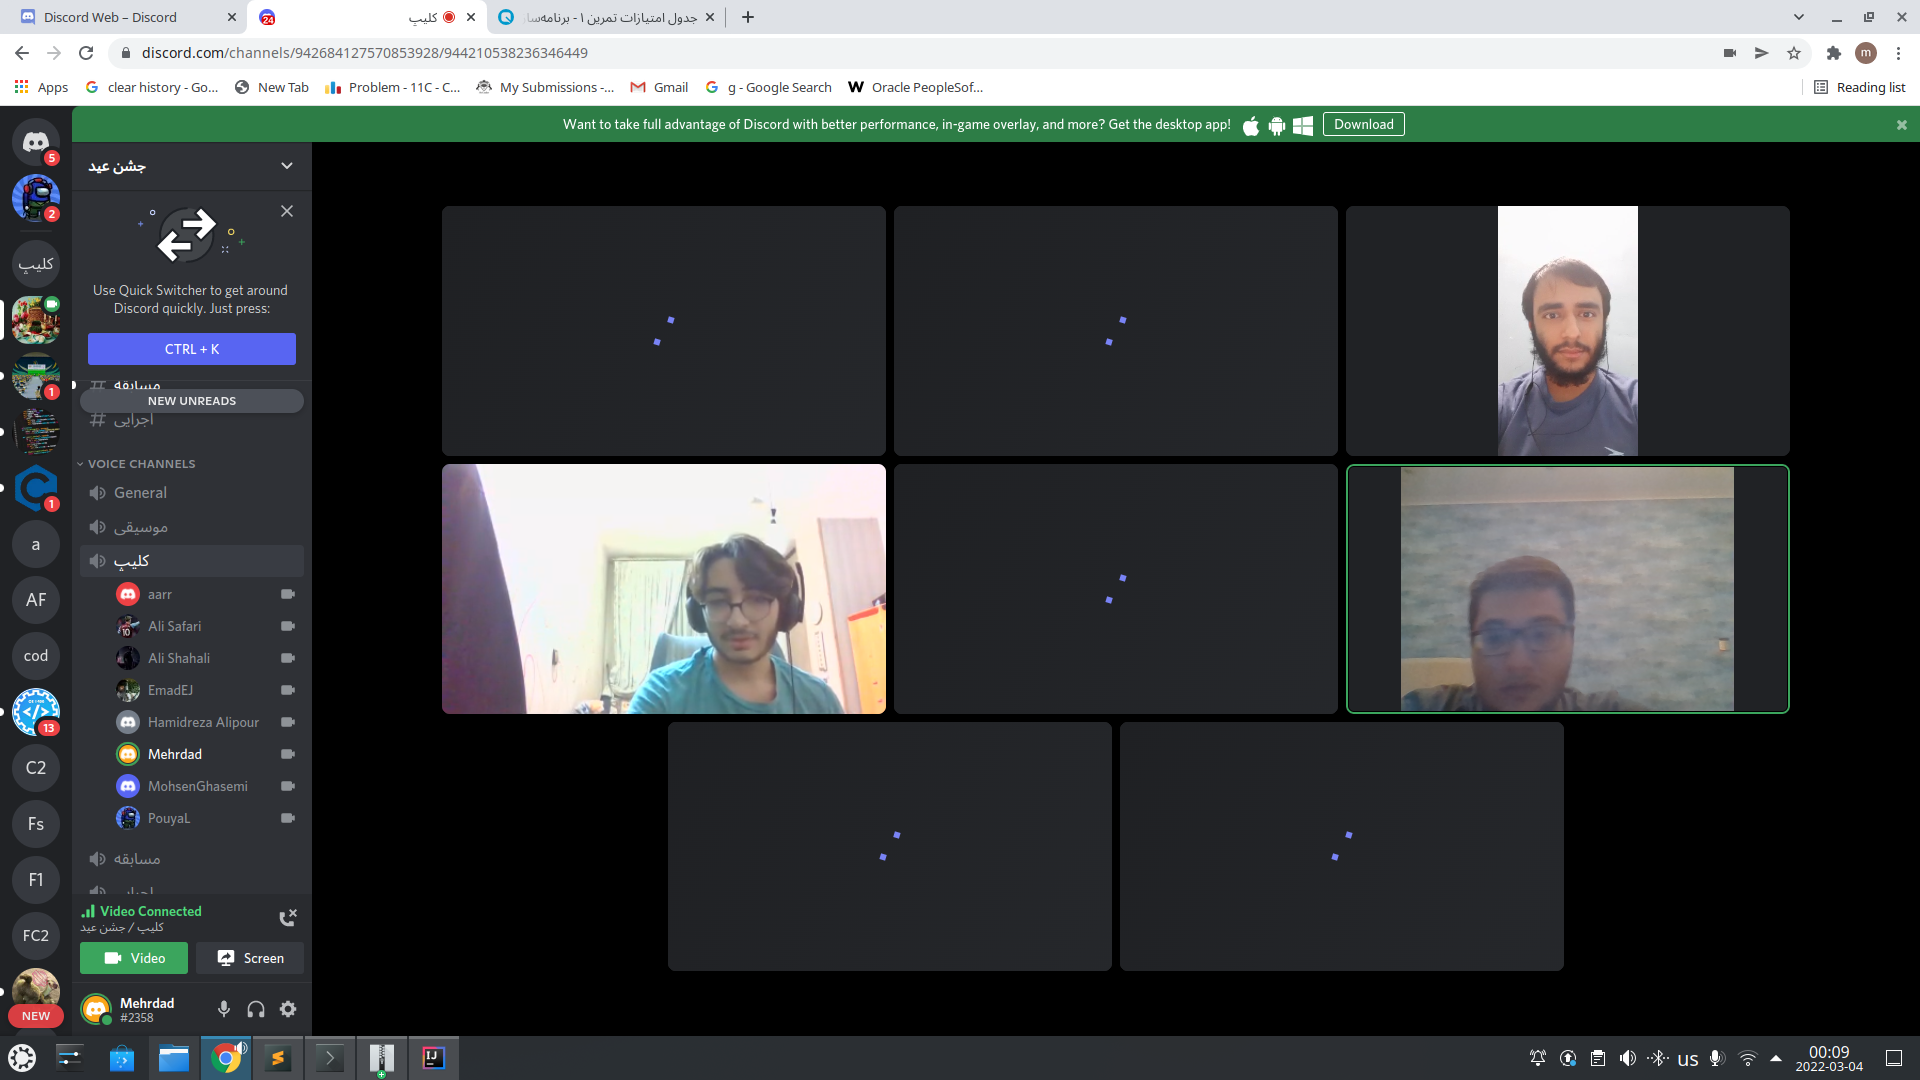 Discord Web – Discord
24
کلیپ
جدول امتیازات تمرین ۱ - برنامه‌سا
discord.com/channels/942684127570853928/944210538236346449
m
Apps
clear history - Go...
New Tab
Problem - 11C - C...
My Submissions -...
Gmail
g - Google Search
Oracle PeopleSof...
Reading list
Want to take full advantage of Discord with better performance, in-game overlay, and more? Get the desktop app!
Download
5
2
کلیپ
1
1
a
AF
cod
13
C2
Fs
F1
FC2
NEW
جشن عید
Use Quick Switcher to get around
Discord quickly. Just press:
CTRL + K
مسابقه
NEW UNREADS
اجرایی
VOICE CHANNELS
General
موسیقی
کلیپ
aarr
Ali Safari
Ali Shahali
EmadEJ
Hamidreza Alipour
Mehrdad
MohsenGhasemi
PouyaL
مسابقه
Video Connected
کلیپ / جشن عید
Video
Screen
Mehrdad
#2358
us
00:09
2022-03-04